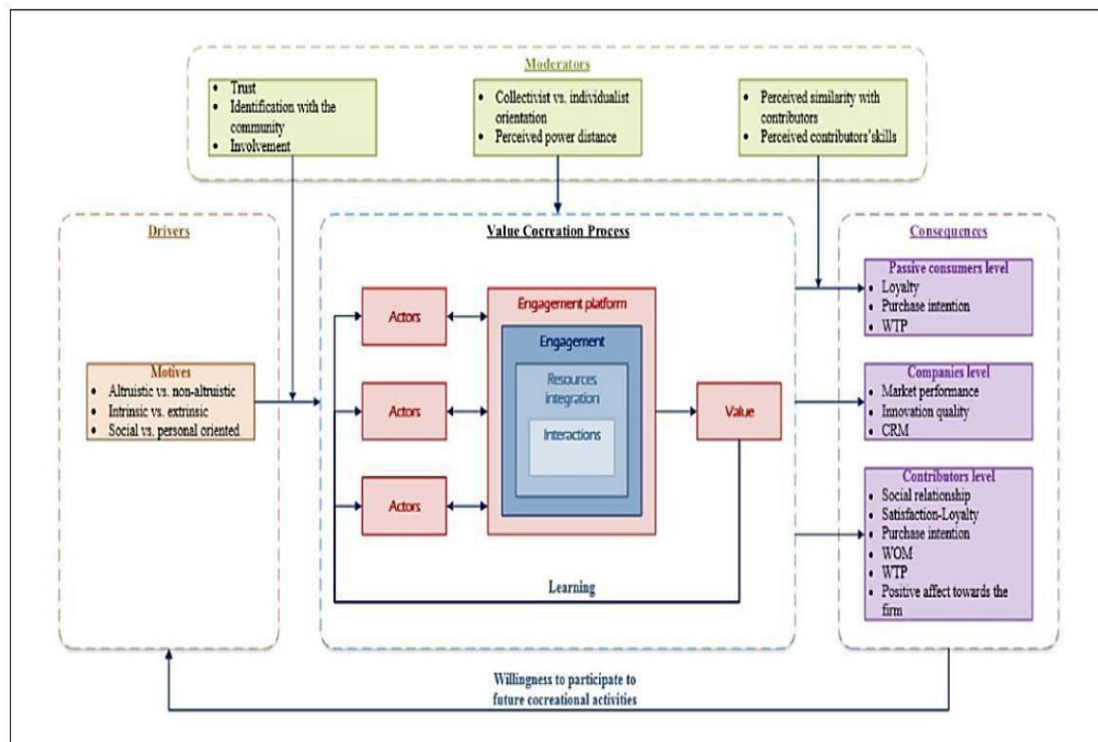 Moderators
Trust
Identification with the
community
Involvement
Collectivist vs. individualist
orientation
Perceived power distance
Perceived similarity with
contributors
Perceived contributors'skills
Drivers
Motives
Altruistic vs. non-altruistic
Intrinsic vs. extrinsic
Social vs. personal oriented
Value Cocreation Process
Actors
Actors
Actors
Engagement platform
Engagement
Resources
integration
Interactions
Value
Learning
Consequences
Passive consumers level
Loyalty
Purchase intention
WTP
Companies level
Market performance
Innovation quality
CRM
Contributors level
Social relationship
Satisfaction-Loyalty
Purchase intention
WOM
WTP
Positive affect towards the
firm
Willingness to participate to
future cocreational activities